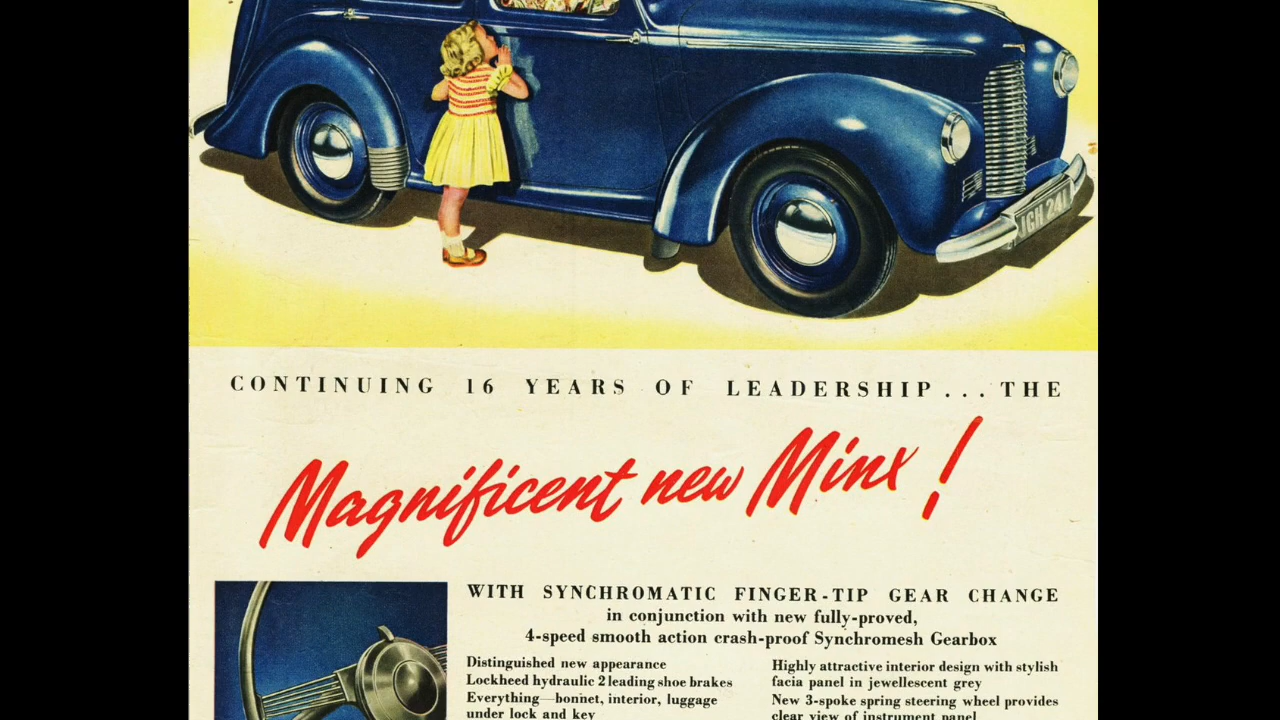 JGH 241
CONTINUING 16 YEARS OF LEADERSHIP... THE
Magnificent new Minx!
WITH SYNCHROMATIC FINGER-TIP GEAR CHANGE
in conjunction with new fully-proved,
4-speed smooth action crash-proof Synchromesh Gearbox
Distinguished new appearance
Lockheed hydraulic 2 leading shoe brakes
Everything—bonnet, interior, luggage
under lock and key
Highly attractive interior design with stylish
facia panel in jewellescent grey
New 3-spoke spring steering wheel provides
clear view of instrument panel